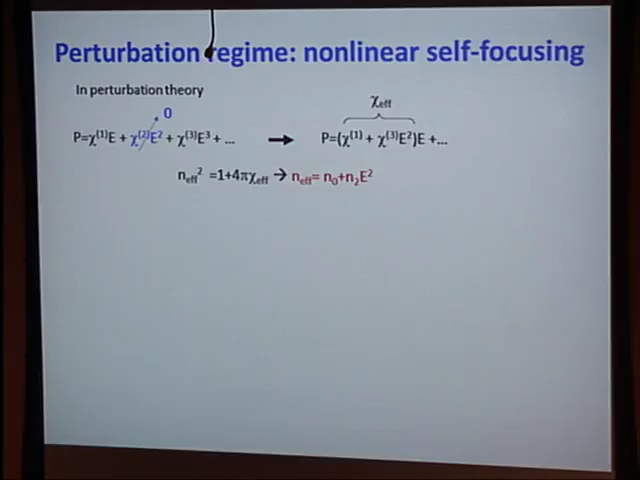 Perturbation regime: nonlinear self-focusing
In perturbation theory
0
χeff
P=χ⁽¹⁾E + χ⁽²⁾E² + χ⁽³⁾E³ + ... → P=(χ⁽¹⁾ + χ⁽³⁾E²)E +...
neff² =1+4πχeff → neff= n₀+n₂E²